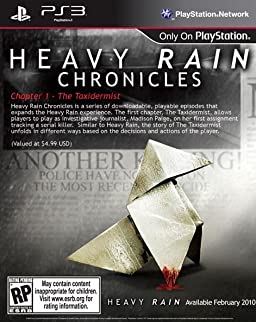 PS3
PlayStation 3
PlayStation Network
Only On PlayStation.
HEAVY RAIN
CHRONICLES
Chapter 1 - The Taxidermist
Heavy Rain Chronicles is a series of downloadable, playable episodes that
expands the Heavy Rain experience. The first chapter, The Taxidermist, allows
players to play as investigative journalist, Madison Paige, on her first assignment
tracking a serial killer. Similar to Heavy Rain, the story of The Taxidermist
unfolds in different ways based on the decisions and actions of the player.
(Valued at $4.99 USD)
ANOTHER K
POLICE HAVE NO
THE MOST RECEN
RATING PENDING
RP
ESRB
May contain content
inappropriate for children.
Visit www.esrb.org for
rating information.
HEAVY RAIN Available February 2010